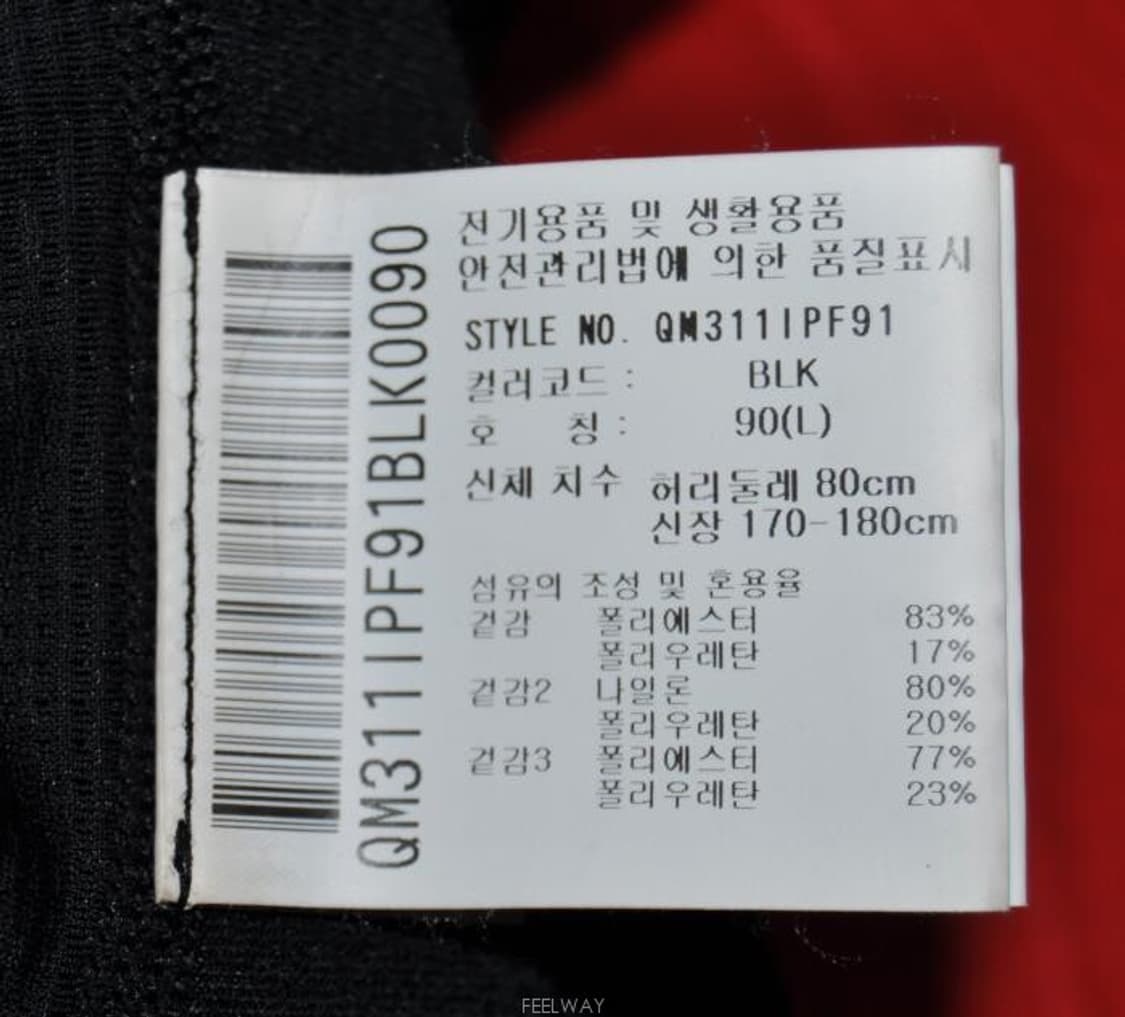 전기용품 및 생활용품
안전관리법에 의한 품질표시
STYLE NO. QM311IPF91
컬러코드 : BLK
호 칭 : 90(L)
신체 치수 허리둘레 80cm
신장 170-180cm
섬유의 조성 및 혼용율
겉감 폴리에스터 83%
폴리우레탄 17%
겉감2 나일론 80%
폴리우레탄 20%
겉감3 폴리에스터 77%
폴리우레탄 23%
QM311IPF91BLK0090
FEELWAY